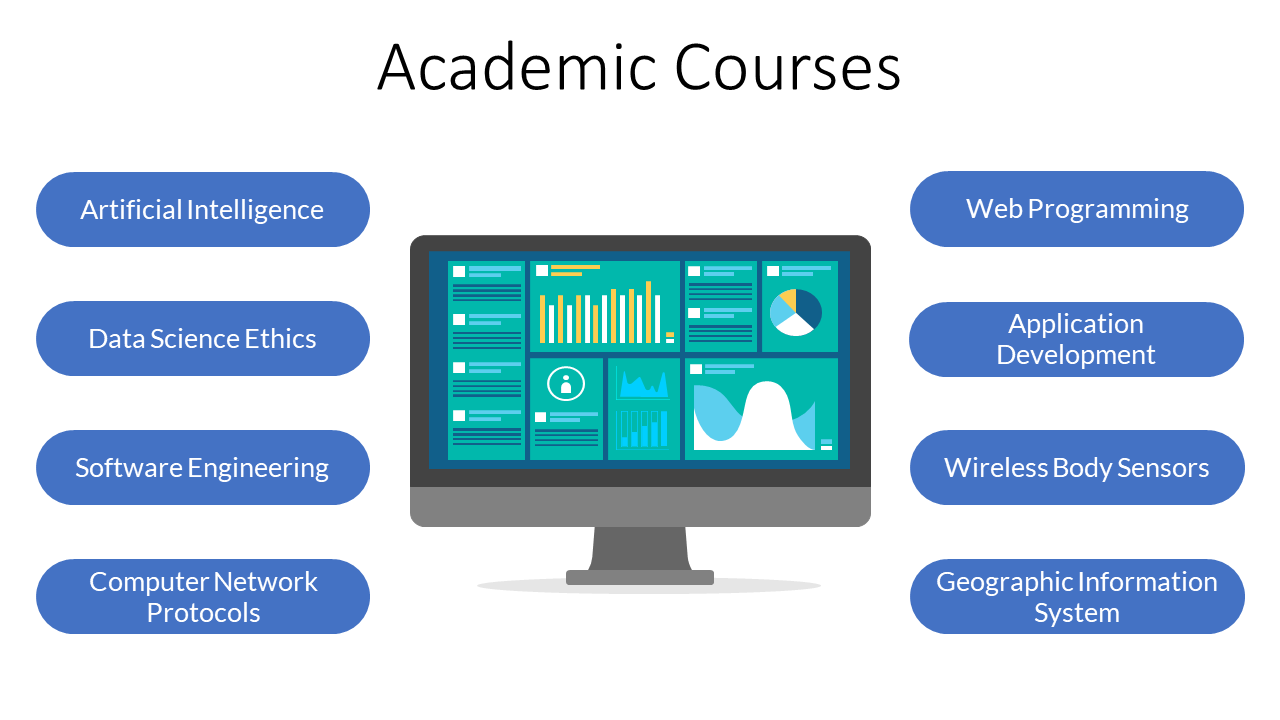 Academic Courses
Artificial Intelligence
Data Science Ethics
Software Engineering
Computer Network
Protocols
Web Programming
Application
Development
Wireless Body Sensors
Geographic Information
System